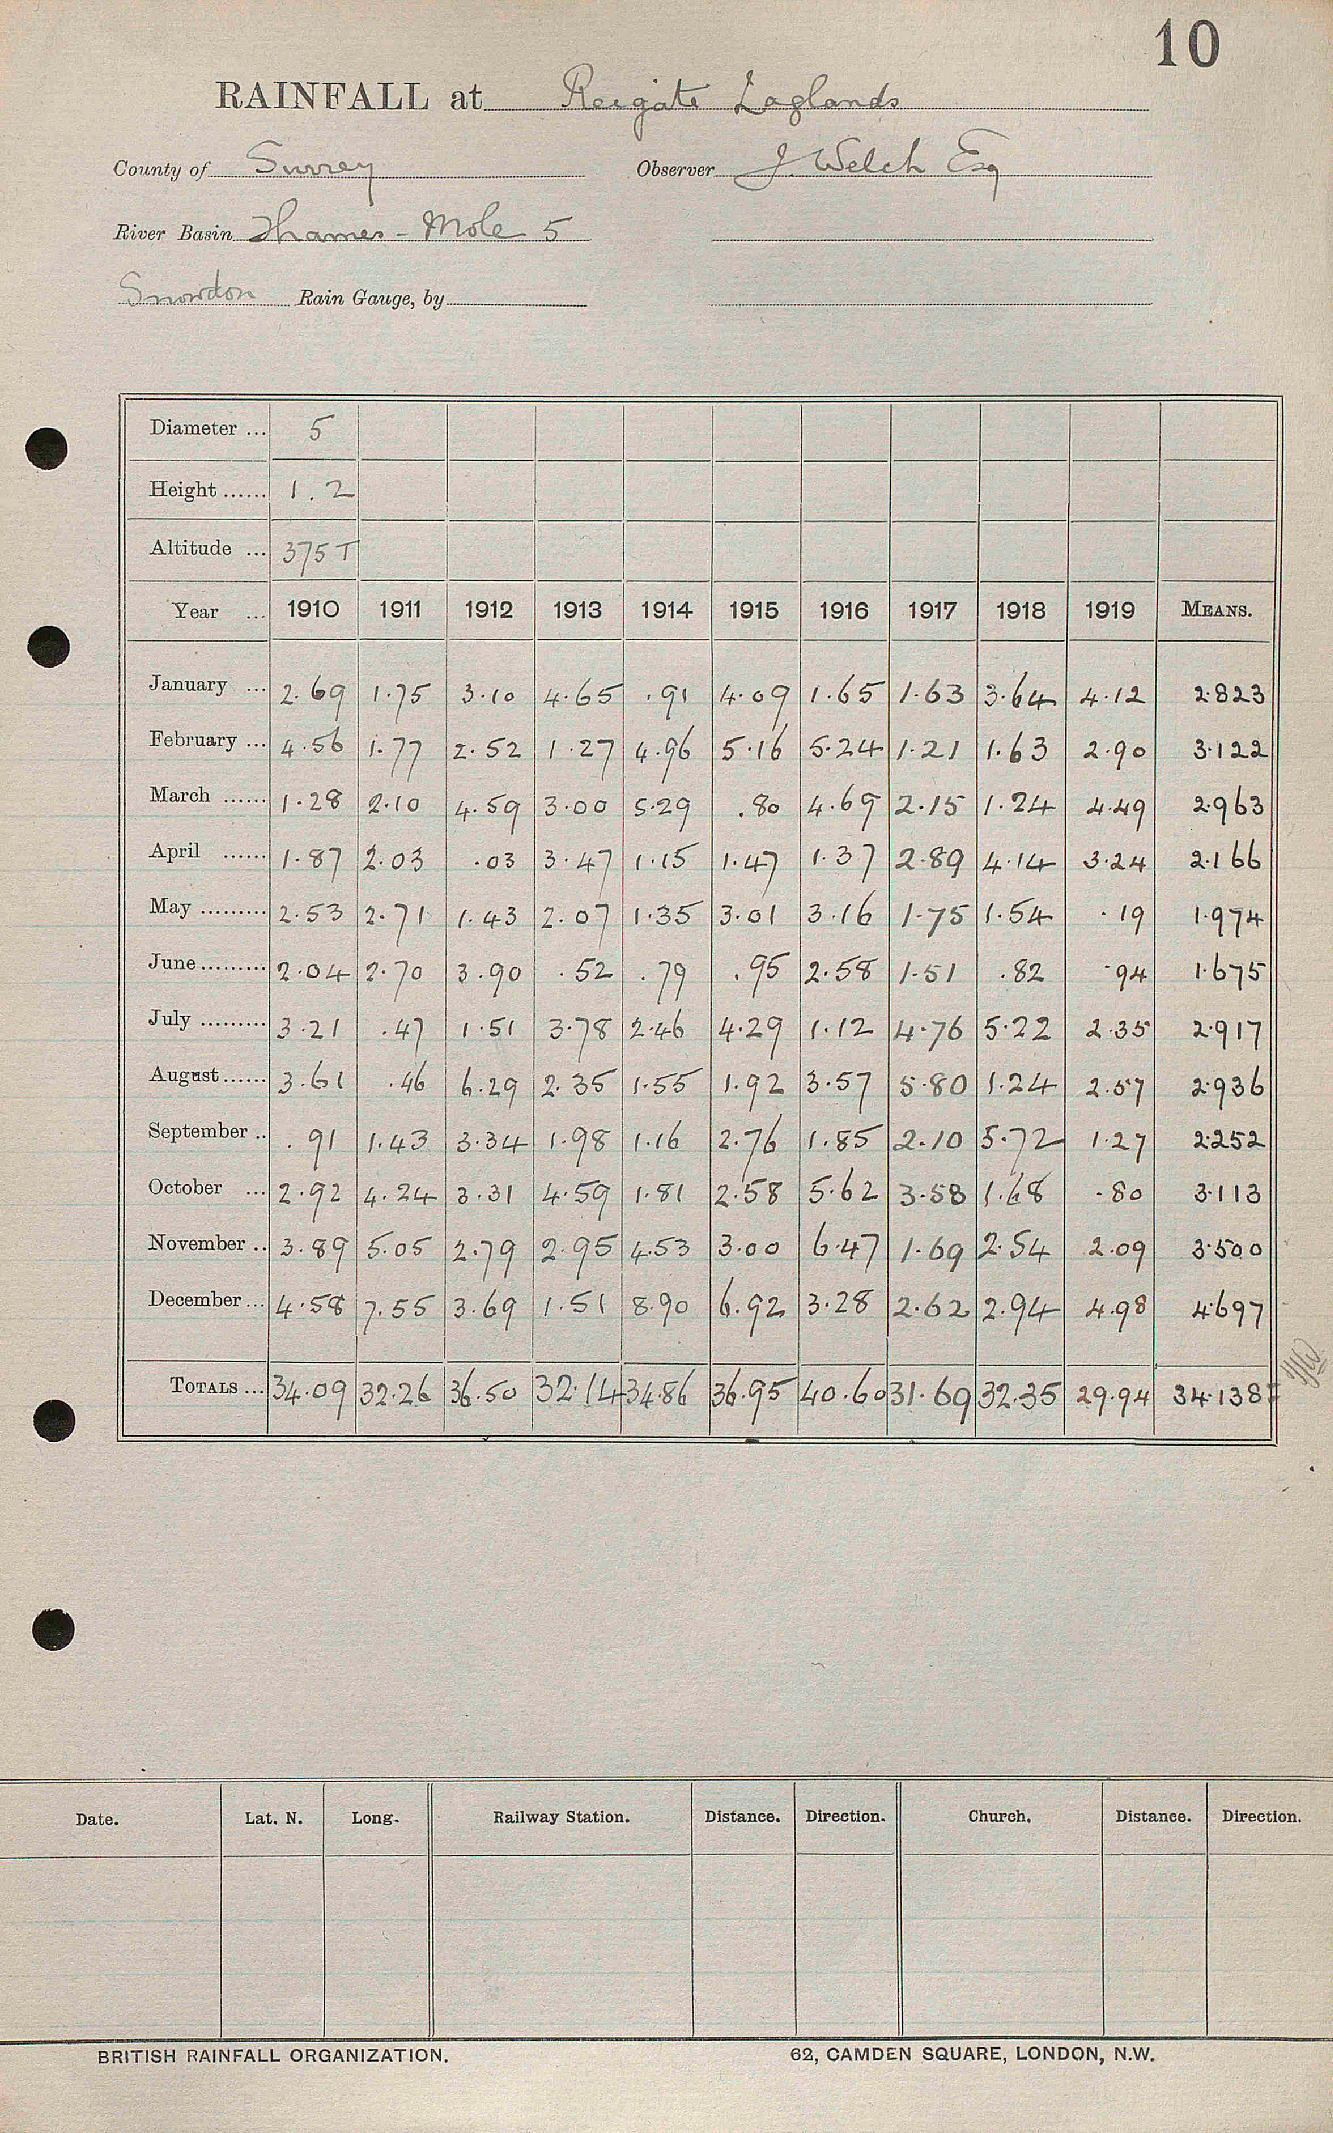 10
RAINFALL at Reigate Laglands
County of Surrey Observer J. Welch Esq
River Basin Thames - Mole 5
Snowdon Rain Gauge, by
Diameter ... 5
Height ...... 1.2
Altitude ... 375 T
Year ... 1910 1911 1912 1913 1914 1915 1916 1917 1918 1919 MEANS.
January ... 2.69 1.75 3.10 4.65 .91 4.09 1.65 1.63 3.64 4.12 2.823
February ... 4.56 1.77 2.52 1.27 4.96 5.16 5.24 1.21 1.63 2.90 3.122
March ...... 1.28 2.10 4.59 3.00 5.29 .80 4.69 2.15 1.24 4.49 2.963
April ...... 1.87 2.03 .03 3.47 1.15 1.47 1.37 2.89 4.14 3.24 2.166
May ......... 2.53 2.71 1.43 2.07 1.35 3.01 3.16 1.75 1.54 .19 1.974
June ......... 2.04 2.70 3.90 .52 .79 .95 2.58 1.51 .82 .94 1.675
July ......... 3.21 .47 1.51 3.78 2.46 4.29 1.12 4.76 5.22 2.35 2.917
August ...... 3.61 .46 6.29 2.35 1.55 1.92 3.57 5.80 1.24 2.57 2.936
September .. .91 1.43 3.34 1.98 1.16 2.76 1.85 2.10 5.72 1.27 2.252
October ... 2.92 4.24 3.31 4.59 1.81 2.58 5.62 3.58 1.68 .80 3.113
November .. 3.89 5.05 2.79 2.95 4.53 3.00 6.47 1.69 2.54 2.09 3.500
December ... 4.58 7.55 3.69 1.51 8.90 6.92 3.28 2.62 2.94 4.98 4.697
TOTALS ... 34.09 32.26 36.50 32.14 34.86 36.95 40.60 31.69 32.35 29.94 34.138
Date. Lat. N. Long. Railway Station. Distance. Direction. Church. Distance. Direction.
BRITISH RAINFALL ORGANIZATION. 62, CAMDEN SQUARE, LONDON, N.W.